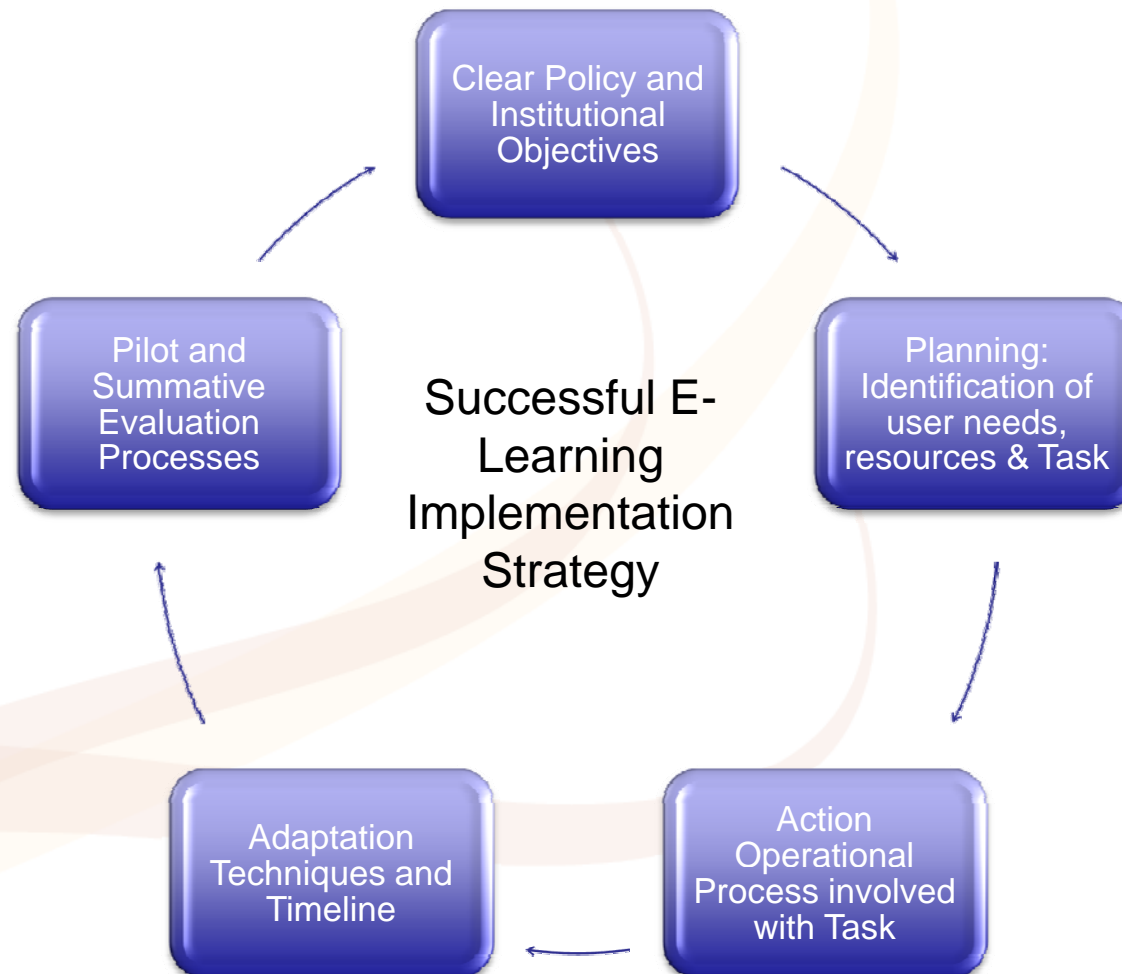 Clear Policy and
Institutional
Objectives
Planning:
Identification of
user needs,
resources & Task
Action
Operational
Process involved
with Task
Adaptation
Techniques and
Timeline
Pilot and
Summative
Evaluation
Processes
Successful E-
Learning
Implementation
Strategy